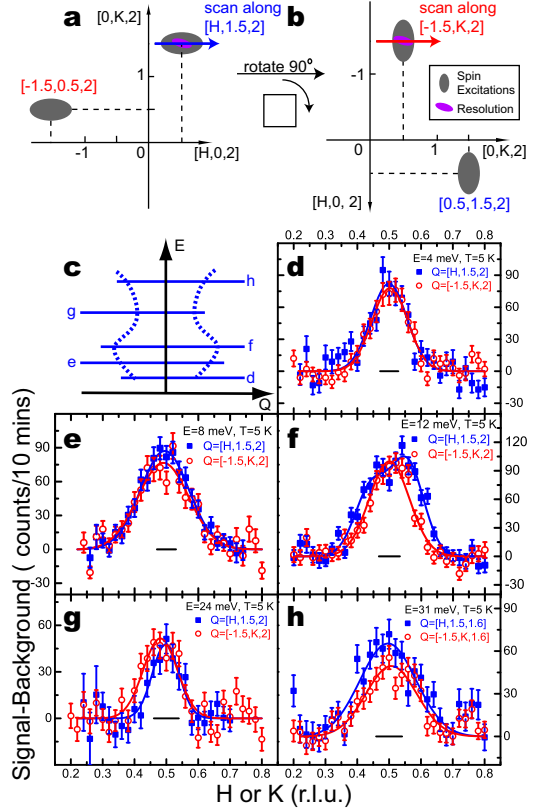 a
[0,K,2]
scan along
[H,1.5,2]
1
[-1.5,0.5,2]
-1
0
1
[H,0,2]
rotate 90°
b
scan along
[-1.5,K,2]
-1
Spin
Excitations
Resolution
0
1
[0,K,2]
[H,0, 2]
[0.5,1.5,2]
c
E
h
g
f
e
d
Q
0.2 0.3 0.4 0.5 0.6 0.7 0.8
d
E=4 meV, T=5 K
Q=[H,1.5,2]
Q=[-1.5,K,2]
90
60
30
0
-30
e
E=8 meV, T=5 K
Q=[H,1.5,2]
Q=[-1.5,K,2]
90
60
30
0
-30
f
E=12 meV, T=5 K
Q=[H,1.5,2]
Q=[-1.5,K,2]
120
90
60
30
0
-30
g
E=24 meV, T=5 K
Q=[H,1.5,2]
Q=[-1.5,K,2]
60
30
0
h
E=31 meV, T=5 K
Q=[H,1.5,1.6]
Q=[-1.5,K,1.6]
90
60
30
0
0.2 0.3 0.4 0.5 0.6 0.7 0.8
0.2 0.3 0.4 0.5 0.6 0.7 0.8
Signal-Background ( counts/10 mins)
H or K (r.l.u.)